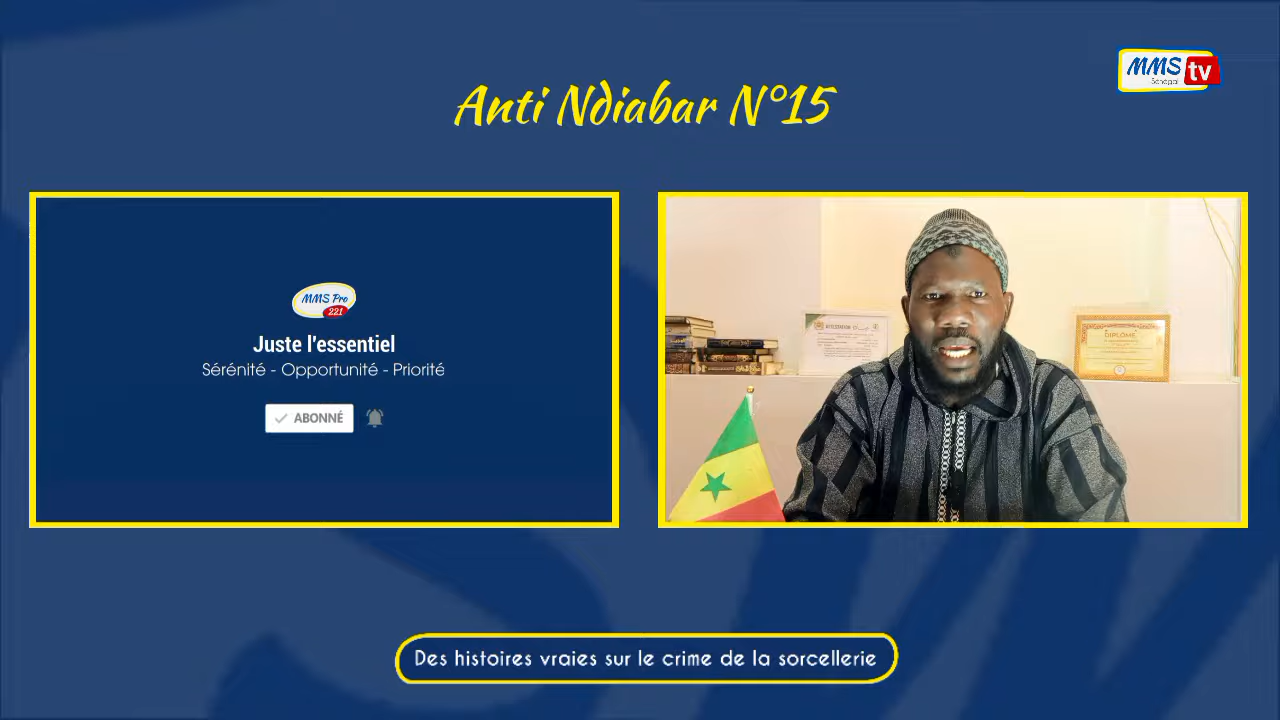 MMS
Sénégal
tv
Anti Ndiabar N°15
MMS Pro
221
Juste l'essentiel
Sérénité - Opportunité - Priorité
ABONNÉ
ATTESTATION
DIPLOME
Des histoires vraies sur le crime de la sorcellerie